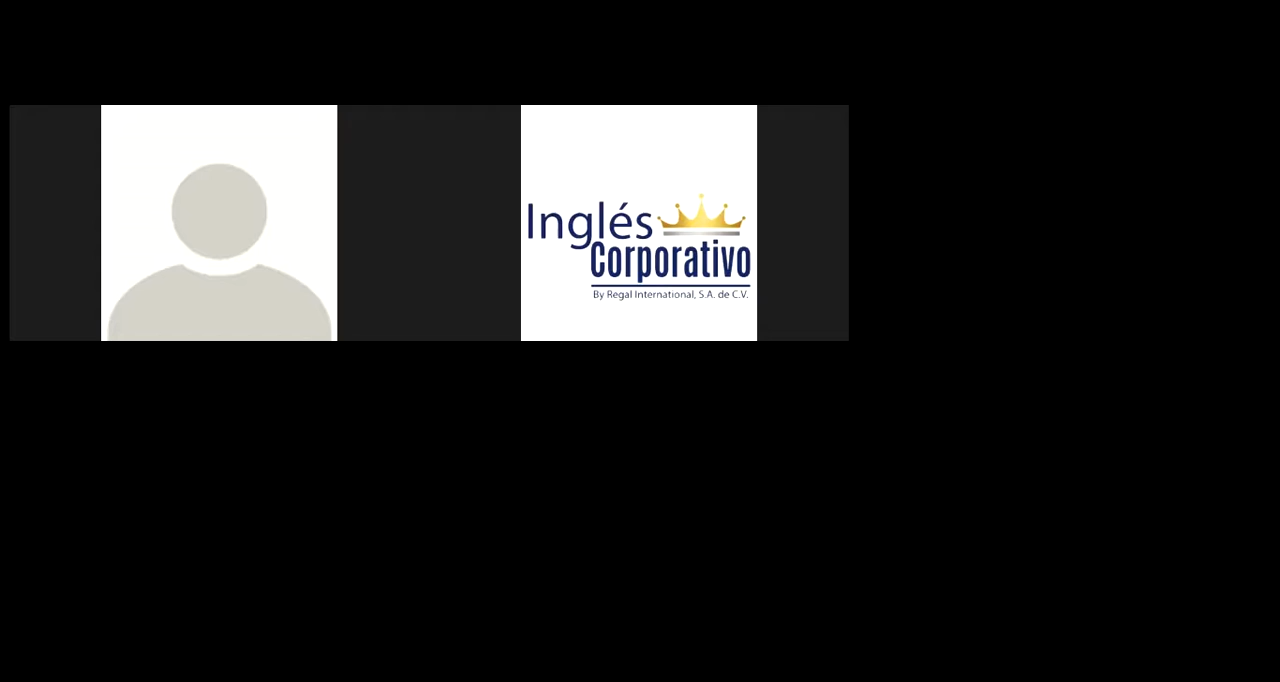 Inglés
Corporativo
By Regal International, S.A. de C.V.